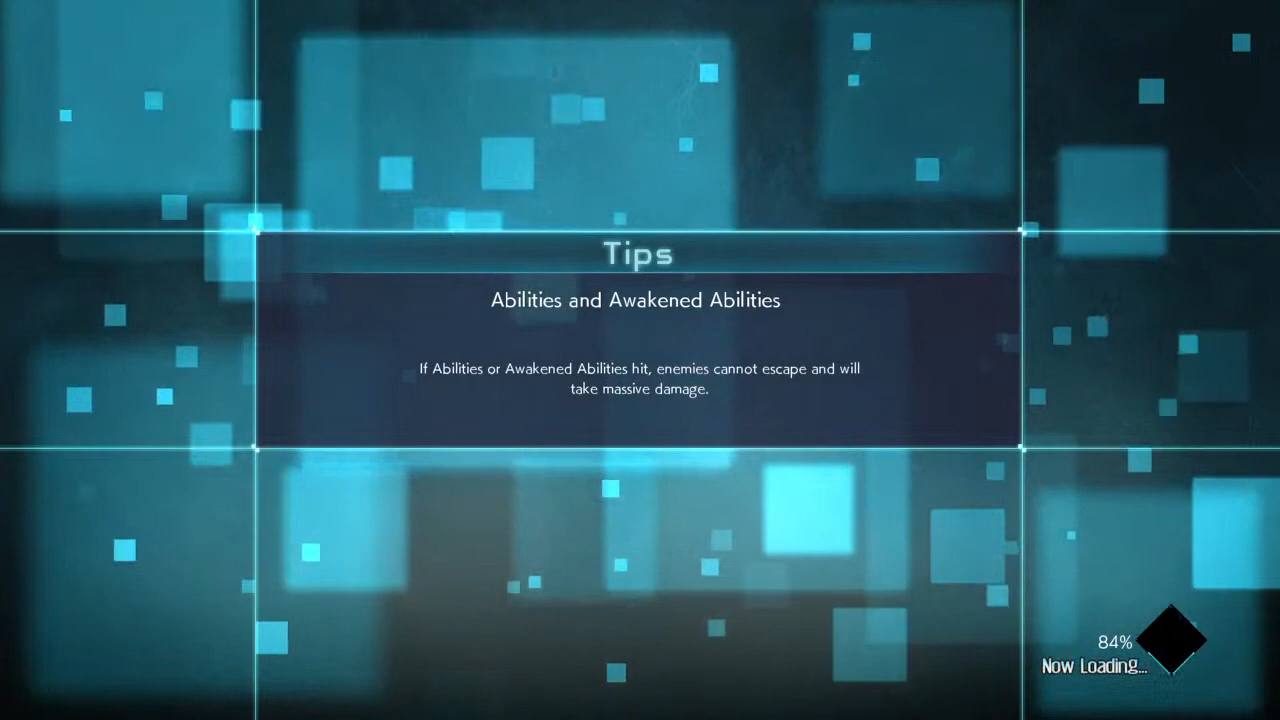 Tips
Abilities and Awakened Abilities
If Abilities or Awakened Abilities hit, enemies cannot escape and will
take massive damage.
84%
Now Loading...